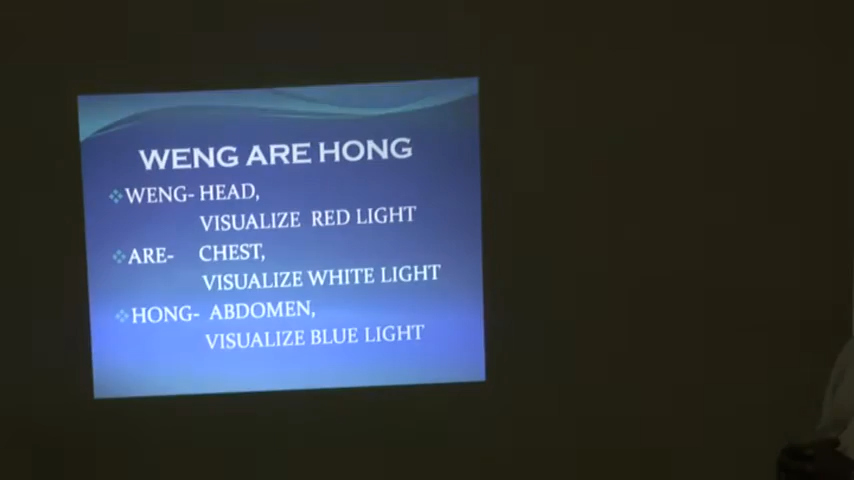 WENG ARE HONG
WENG- HEAD,
VISUALIZE RED LIGHT
ARE- CHEST,
VISUALIZE WHITE LIGHT
HONG- ABDOMEN,
VISUALIZE BLUE LIGHT